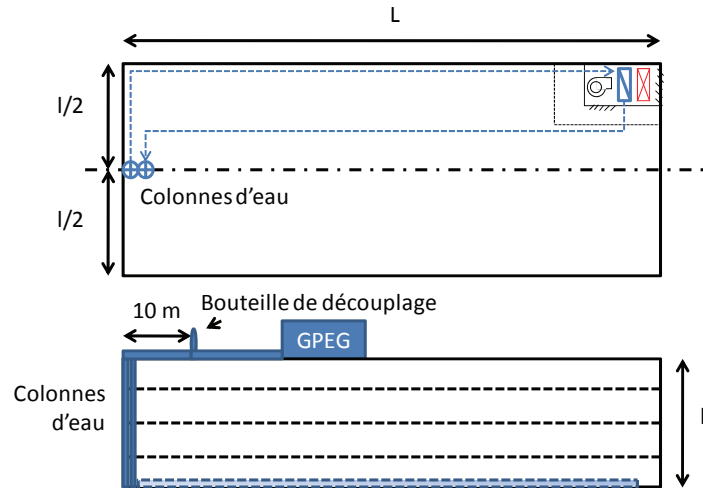 L
l/2
l/2
Colonnes d'eau
10 m
Bouteille de découplage
GPEG
Colonnes
d'eau